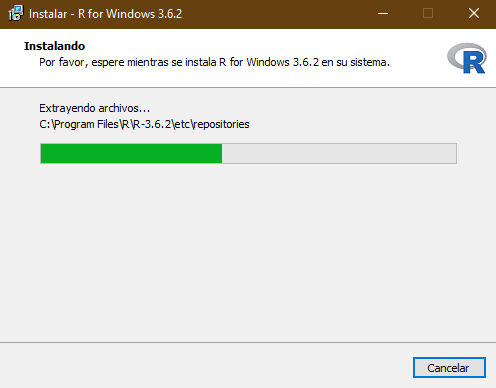 Instalar - R for Windows 3.6.2
Instalando
Por favor, espere mientras se instala R for Windows 3.6.2 en su sistema.
R
Extrayendo archivos...
C:\Program Files\R\R-3.6.2\etc\repositories
Cancelar